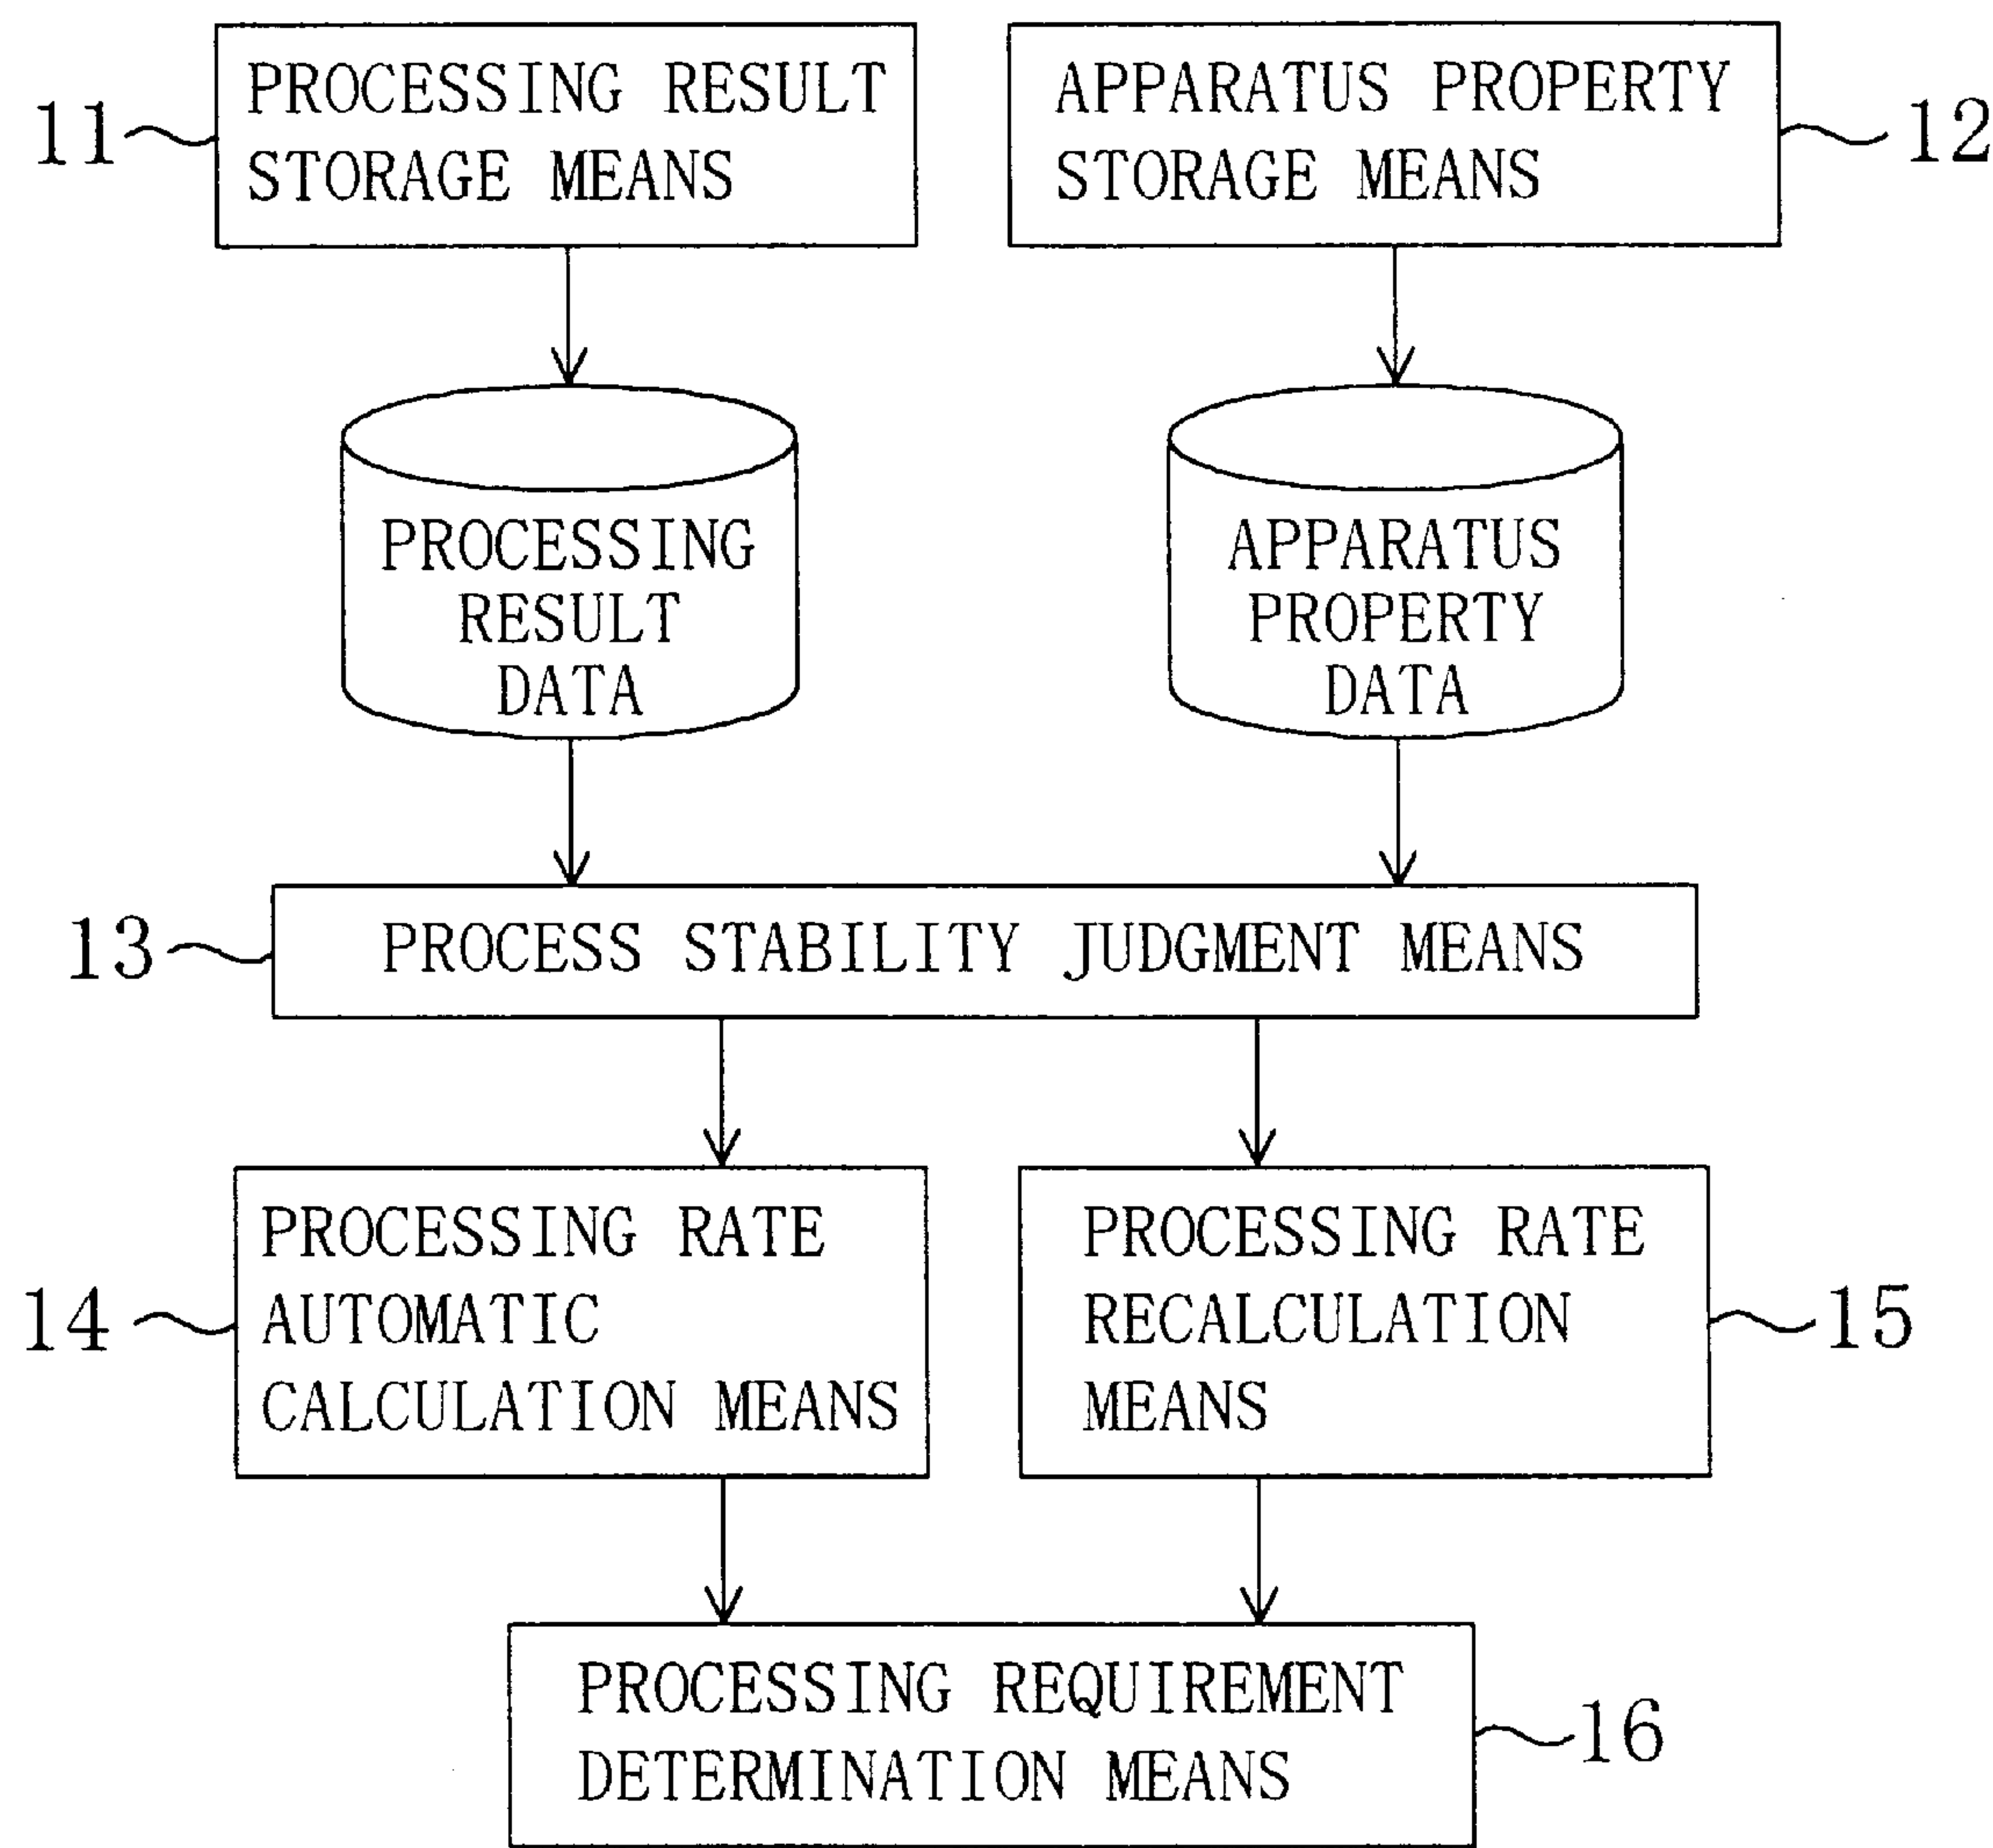 11
PROCESSING RESULT
STORAGE MEANS
APPARATUS PROPERTY
STORAGE MEANS
12
PROCESSING
RESULT
DATA
APPARATUS
PROPERTY
DATA
13
PROCESS STABILITY JUDGMENT MEANS
14
PROCESSING RATE
AUTOMATIC
CALCULATION MEANS
PROCESSING RATE
RECALCULATION
MEANS
15
PROCESSING REQUIREMENT
DETERMINATION MEANS
16